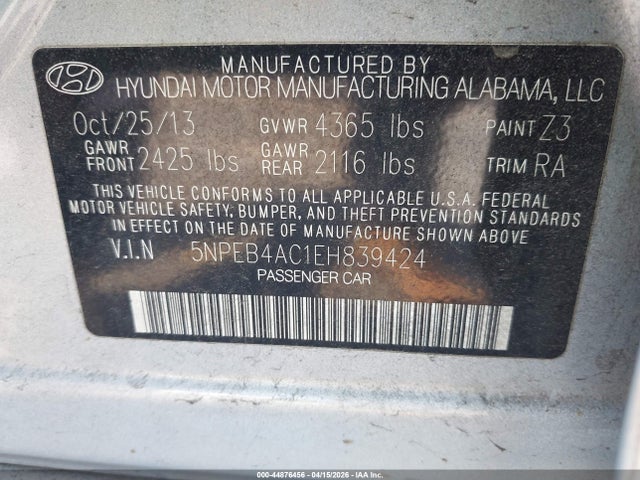 MANUFACTURED BY
HYUNDAI MOTOR MANUFACTURING ALABAMA, LLC
Oct/25/13 GVWR 4365 lbs PAINT Z3
GAWR FRONT 2425 lbs GAWR REAR 2116 lbs TRIM RA
THIS VEHICLE CONFORMS TO ALL APPLICABLE U.S.A. FEDERAL
MOTOR VEHICLE SAFETY, BUMPER, AND THEFT PREVENTION STANDARDS
IN EFFECT ON THE DATE OF MANUFACTURE SHOWN ABOVE
V.I.N 5NPEB4AC1EH839424
PASSENGER CAR
000-44876456 - 04/15/2026 - IAA Inc.